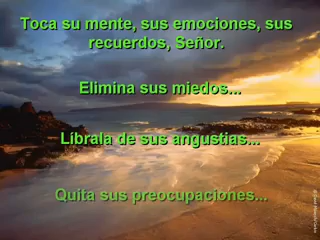 Toca su mente, sus emociones, sus
recuerdos, Señor.
Elimina sus miedos...
Líbrala de sus angustias...
Quita sus preocupaciones...